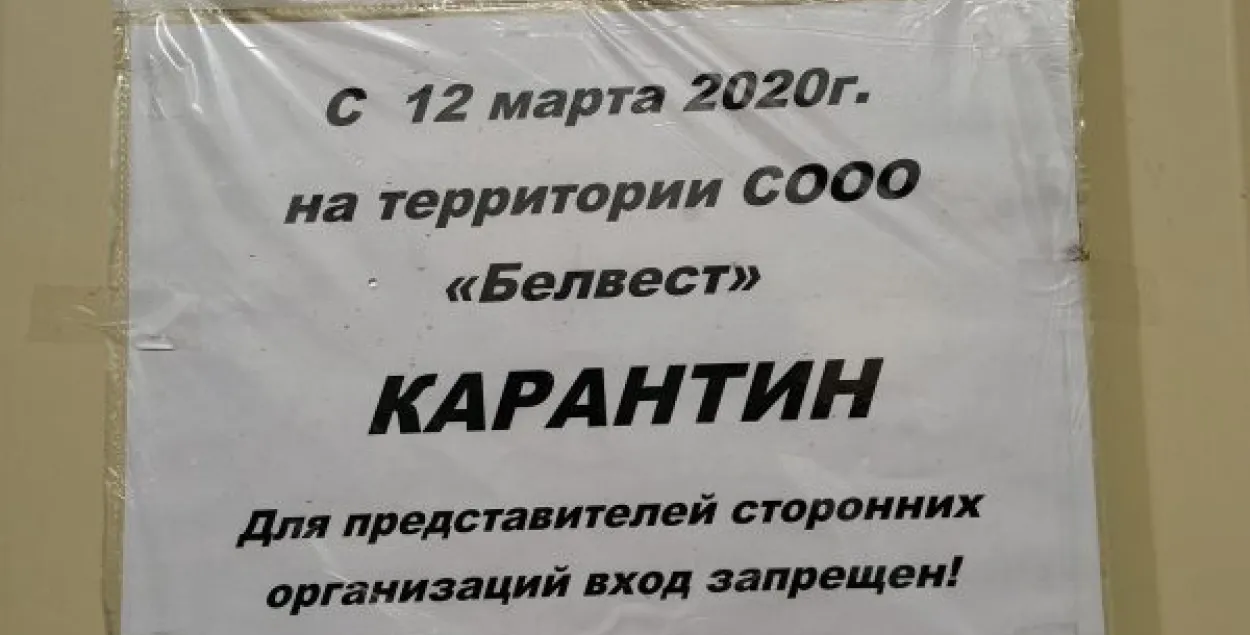 С 12 марта 2020г.
на территории СООО
«Белвест»
КАРАНТИН
Для представителей сторонних
организаций вход запрещен!